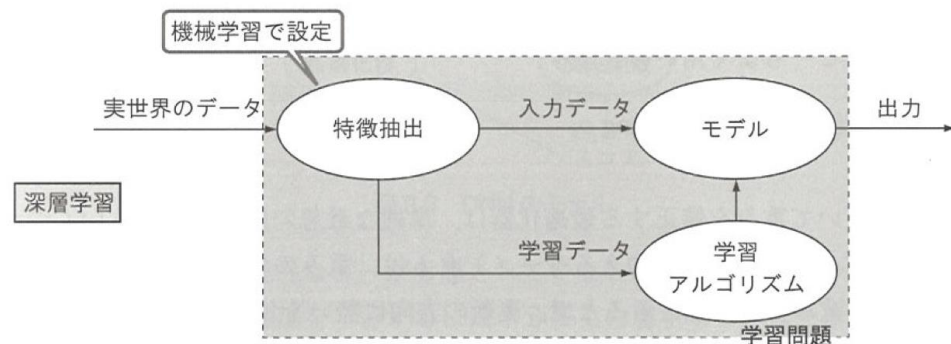 機械学習で設定
実世界のデータ
特徴抽出
入力データ
モデル
出力
深層学習
学習データ
学習
アルゴリズム
学習問題